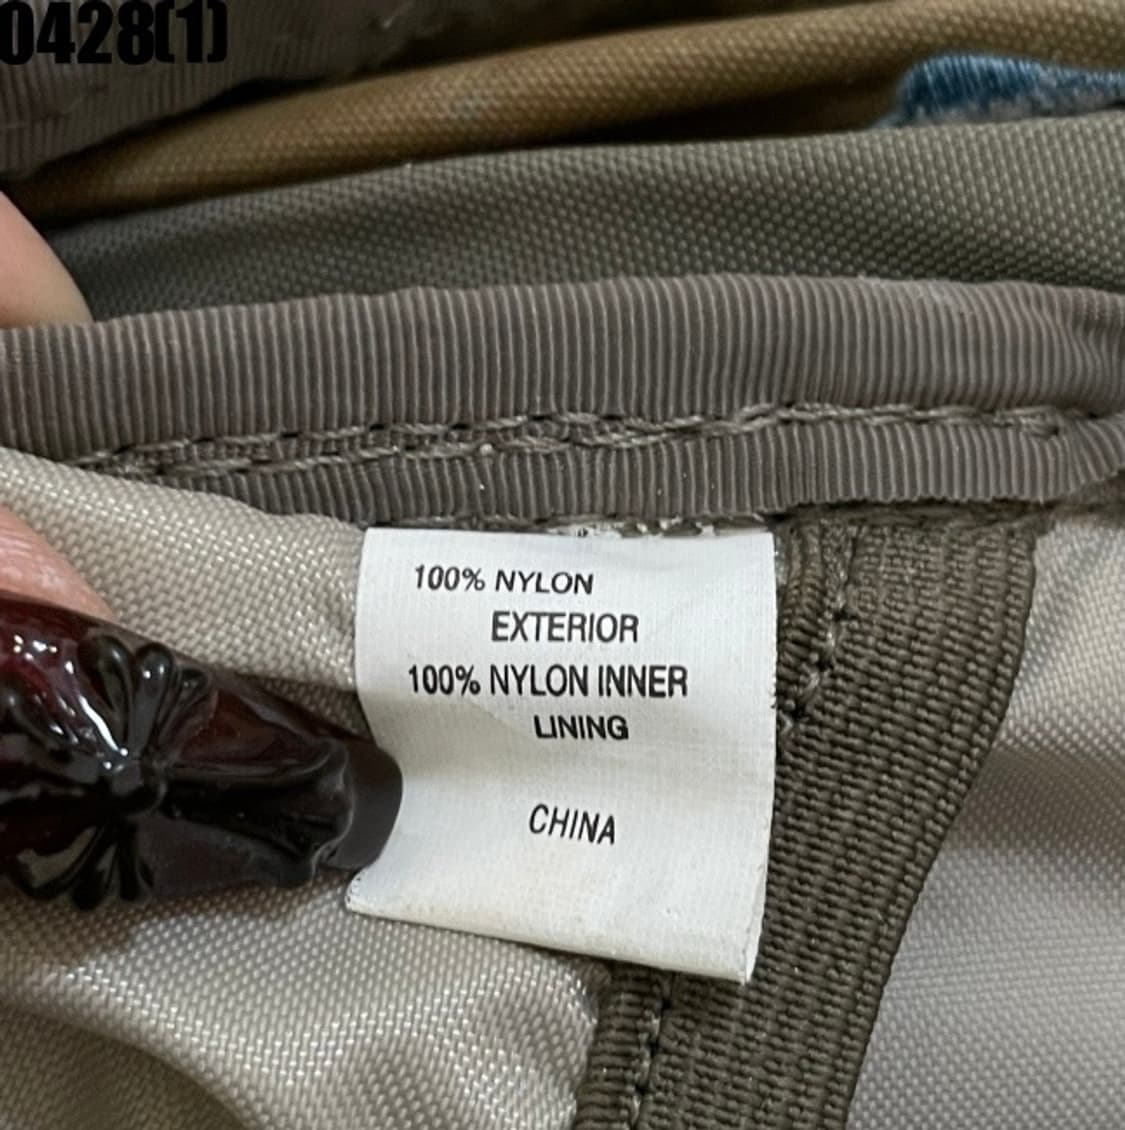 0428(1)
100% NYLON
EXTERIOR
100% NYLON INNER
LINING
CHINA